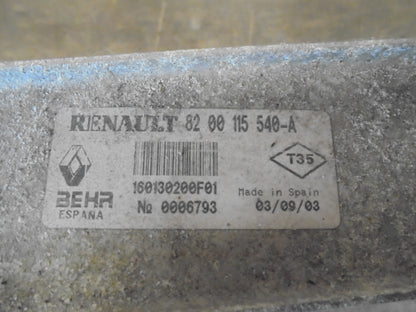 RENAULT 82 00 115 540-A
T35
BEHR
ESPAÑA
160130200F01
№ 0006793
Made in Spain
03/09/03